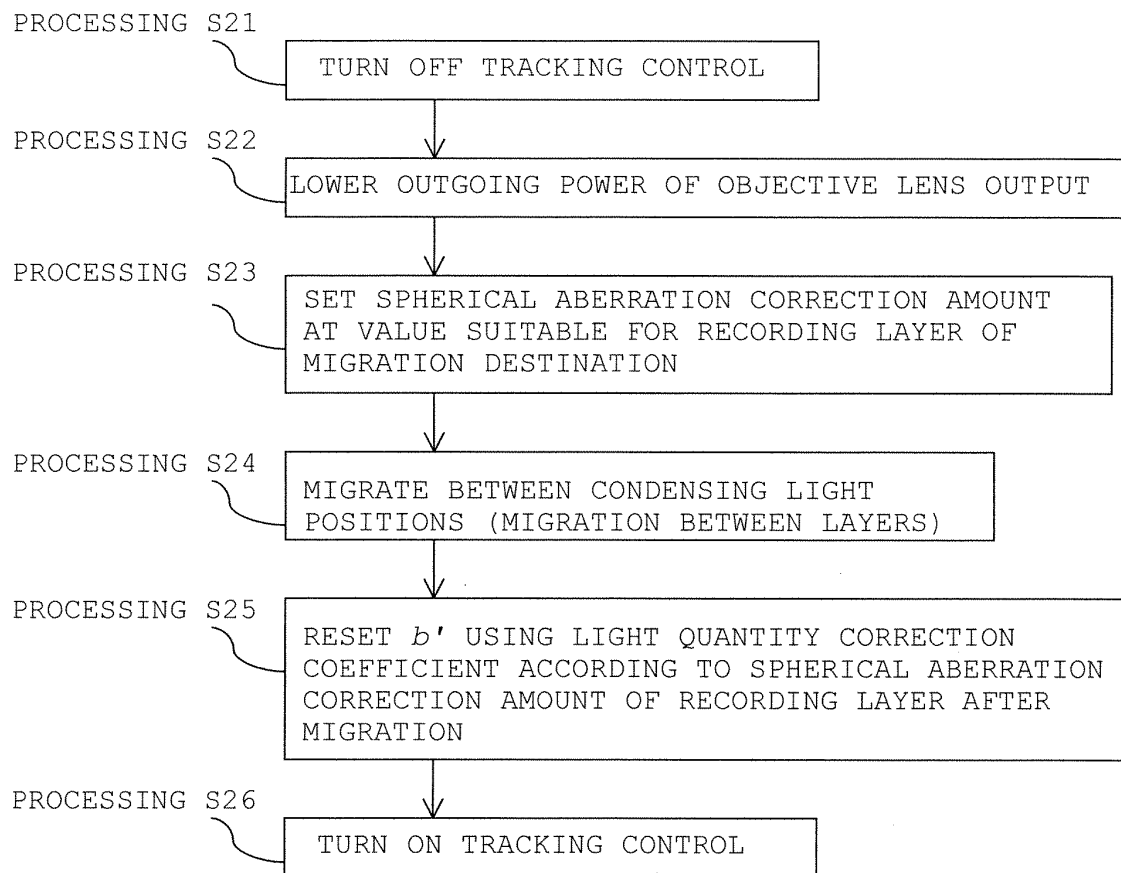 PROCESSING S21
TURN OFF TRACKING CONTROL
PROCESSING S22
LOWER OUTGOING POWER OF OBJECTIVE LENS OUTPUT
PROCESSING S23
SET SPHERICAL ABERRATION CORRECTION AMOUNT
AT VALUE SUITABLE FOR RECORDING LAYER OF
MIGRATION DESTINATION
PROCESSING S24
MIGRATE BETWEEN CONDENSING LIGHT
POSITIONS (MIGRATION BETWEEN LAYERS)
PROCESSING S25
RESET b' USING LIGHT QUANTITY CORRECTION
COEFFICIENT ACCORDING TO SPHERICAL ABERRATION
CORRECTION AMOUNT OF RECORDING LAYER AFTER
MIGRATION
PROCESSING S26
TURN ON TRACKING CONTROL